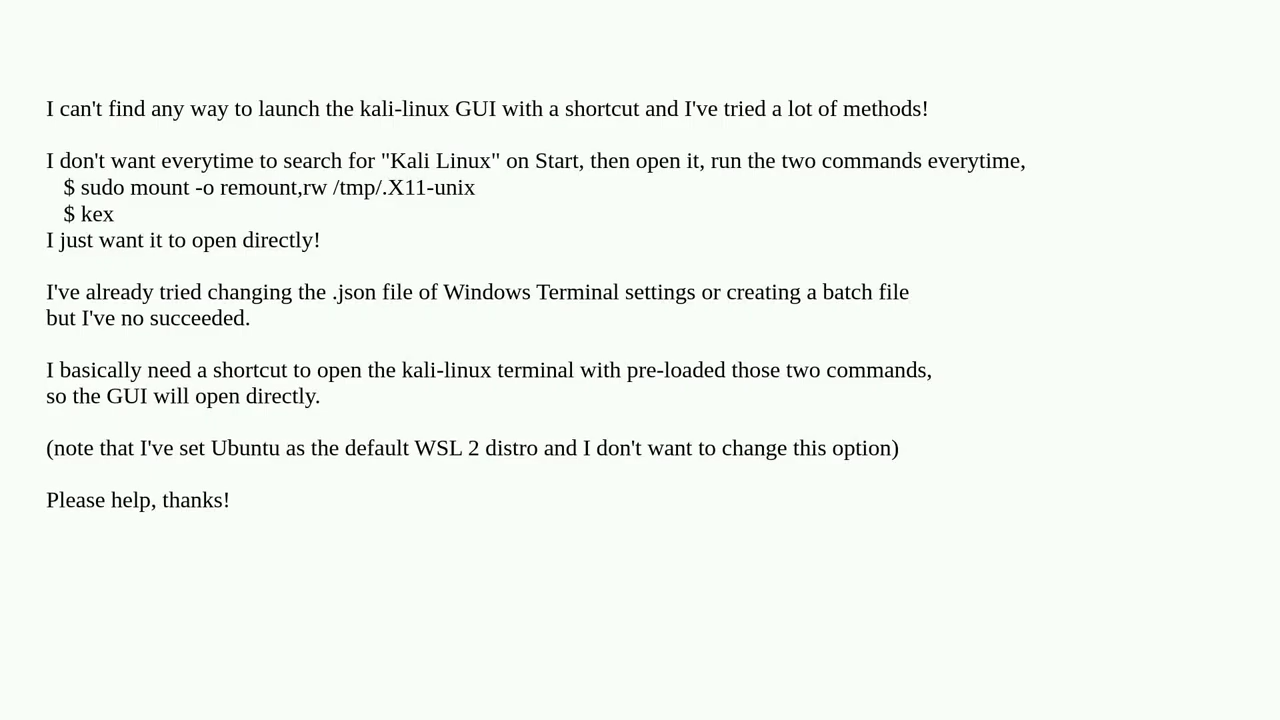 I can't find any way to launch the kali-linux GUI with a shortcut and I've tried a lot of methods!
I don't want everytime to search for "Kali Linux" on Start, then open it, run the two commands everytime,
$ sudo mount -o remount,rw /tmp/.X11-unix
$ kex
I just want it to open directly!
I've already tried changing the .json file of Windows Terminal settings or creating a batch file
but I've no succeeded.
I basically need a shortcut to open the kali-linux terminal with pre-loaded those two commands,
so the GUI will open directly.
(note that I've set Ubuntu as the default WSL 2 distro and I don't want to change this option)
Please help, thanks!